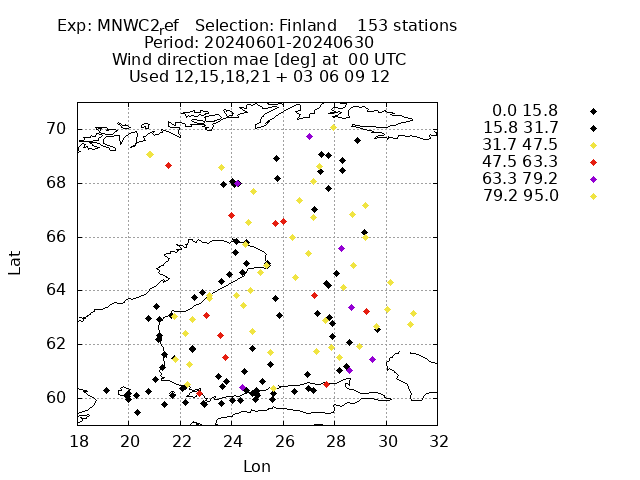 Exp: MNWC2ref   Selection: Finland    153 stations
Period: 20240601-20240630
Wind direction mae [deg] at  00 UTC
Used 12,15,18,21 + 03 06 09 12
0.0 15.8
15.8 31.7
31.7 47.5
47.5 63.3
63.3 79.2
79.2 95.0
70
68
66
64
62
60
Lat
18 20 22 24 26 28 30 32
Lon